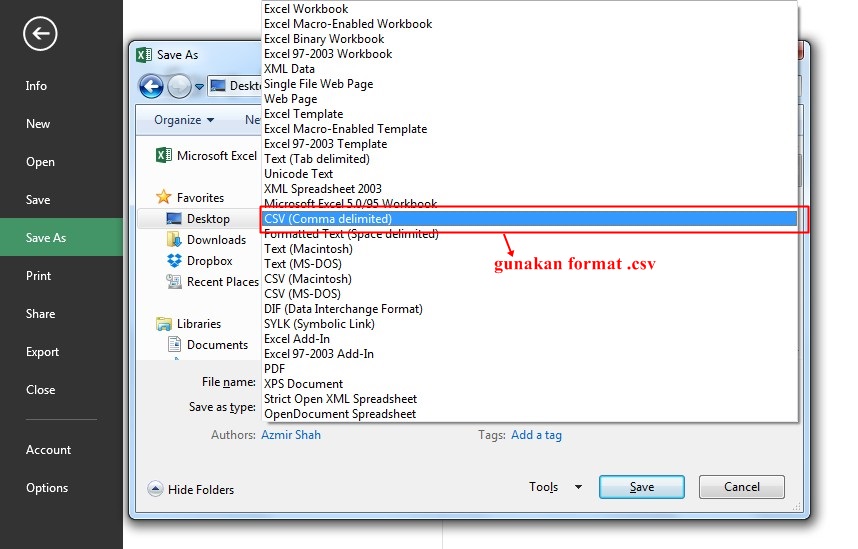 Info
New
Open
Save
Save As
Print
Share
Export
Close
Account
Options
Save As
Organize
Microsoft Excel
Favorites
Desktop
Downloads
Dropbox
Recent Places
Libraries
Documents
Excel Workbook
Excel Macro-Enabled Workbook
Excel Binary Workbook
Excel 97-2003 Workbook
XML Data
Single File Web Page
Web Page
Excel Template
Excel Macro-Enabled Template
Excel 97-2003 Template
Text (Tab delimited)
Unicode Text
XML Spreadsheet 2003
Microsoft Excel 5.0/95 Workbook
CSV (Comma delimited)
Formatted Text (Space delimited)
Text (Macintosh)
Text (MS-DOS)
CSV (Macintosh)
CSV (MS-DOS)
DIF (Data Interchange Format)
SYLK (Symbolic Link)
Excel Add-In
Excel 97-2003 Add-In
PDF
XPS Document
Strict Open XML Spreadsheet
OpenDocument Spreadsheet
gunakan format .csv
File name:
Save as type:
Authors: Azmir Shah Tags: Add a tag
Hide Folders Tools Save Cancel